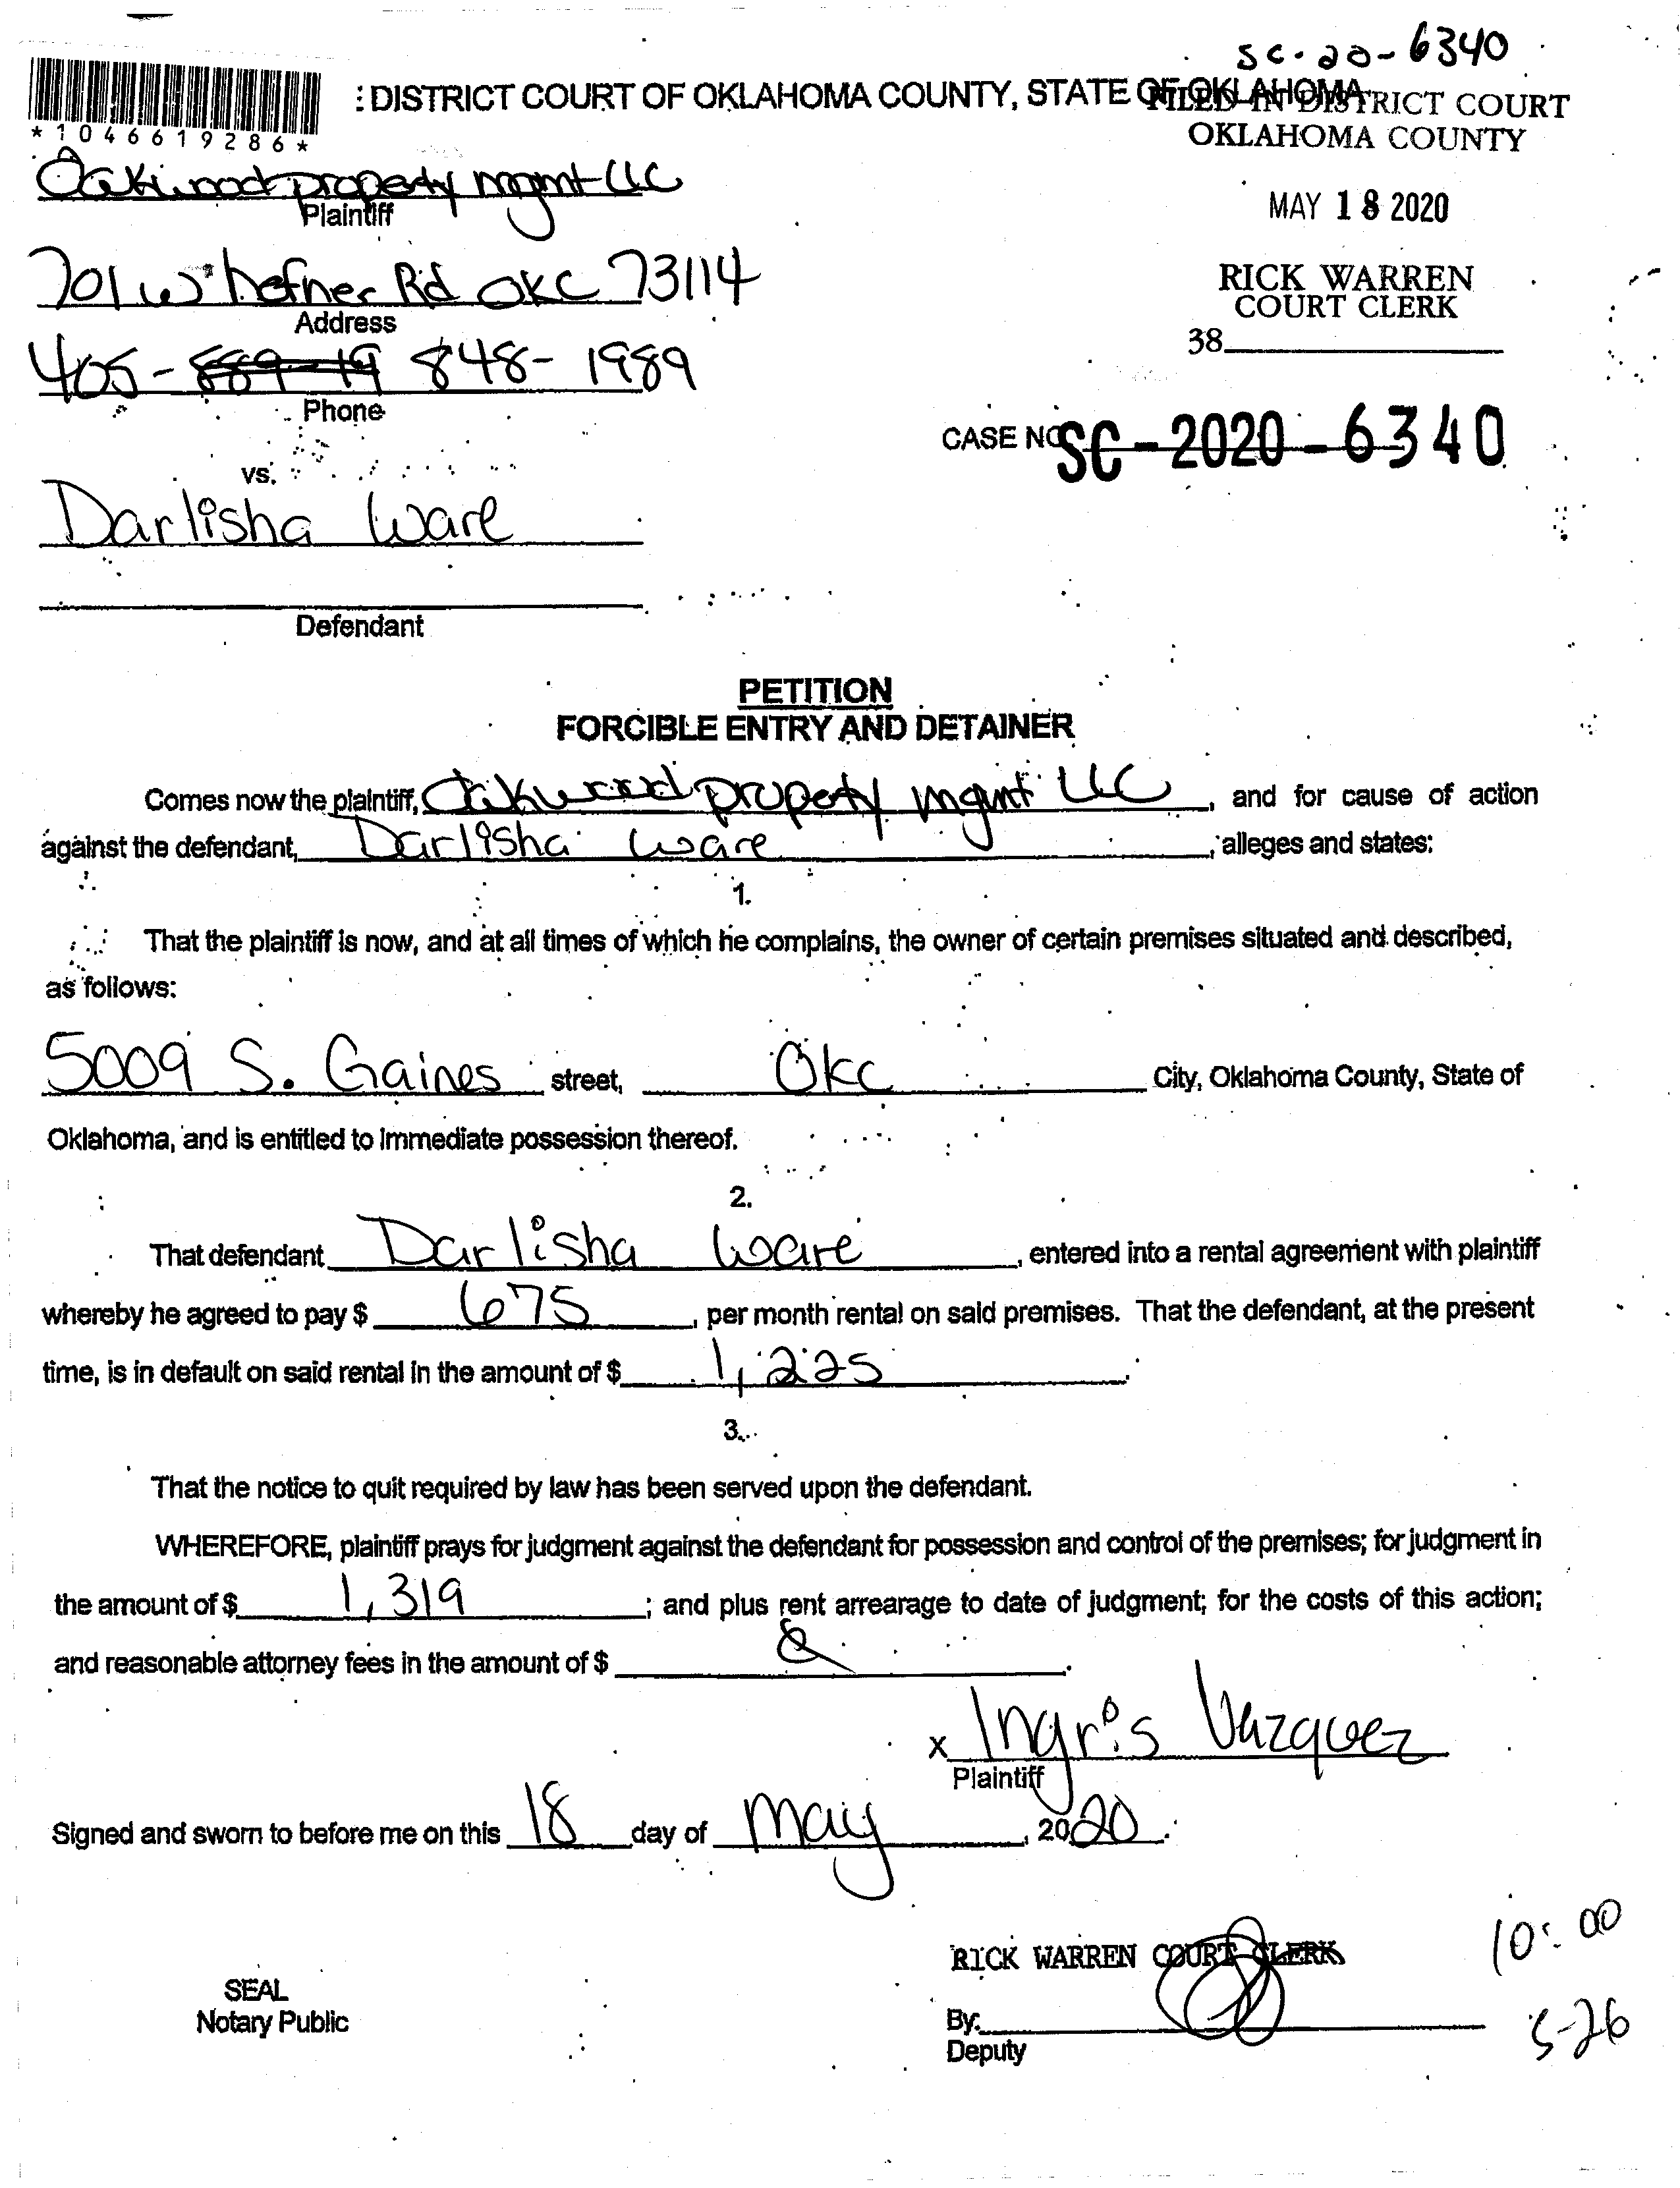 SC-20-6340
: DISTRICT COURT OF OKLAHOMA COUNTY, STATE OF OKLAHOMA
FILED IN DISTRICT COURT
OKLAHOMA COUNTY
*1046619286*
Oakwood property mgmt LLC
Plaintiff
MAY 18 2020
701 W hefner Rd OKC 73114
Address
RICK WARREN
COURT CLERK
38
405-889-19 848-1989
Phone
CASE NO SC-2020-6340
vs.
Darlisha Ware
Defendant
PETITION
FORCIBLE ENTRY AND DETAINER
Comes now the plaintiff, Oakwood property mgmt LLC, and for cause of action
against the defendant, Darlisha Ware, alleges and states:
1.
That the plaintiff is now, and at all times of which he complains, the owner of certain premises situated and described,
as follows:
5009 S. Gaines street, OKC City, Oklahoma County, State of
Oklahoma, and is entitled to immediate possession thereof.
2.
That defendant Darlisha Ware, entered into a rental agreement with plaintiff
whereby he agreed to pay $ 675, per month rental on said premises. That the defendant, at the present
time, is in default on said rental in the amount of $ 1,225.
3.
That the notice to quit required by law has been served upon the defendant.
WHEREFORE, plaintiff prays for judgment against the defendant for possession and control of the premises; for judgment in
the amount of $ 1,319; and plus rent arrearage to date of judgment; for the costs of this action;
and reasonable attorney fees in the amount of $
x Ingris Vazquez
Plaintiff
Signed and sworn to before me on this 18 day of May, 2020.
RICK WARREN COURT CLERK
10:00
SEAL
Notary Public
By:
Deputy
5-26